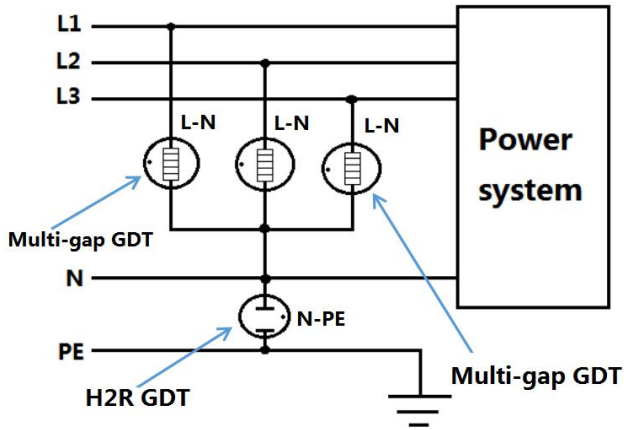 L1
L2
L3
L-N
L-N
L-N
Power
system
Multi-gap GDT
N
N-PE
PE
H2R GDT
Multi-gap GDT